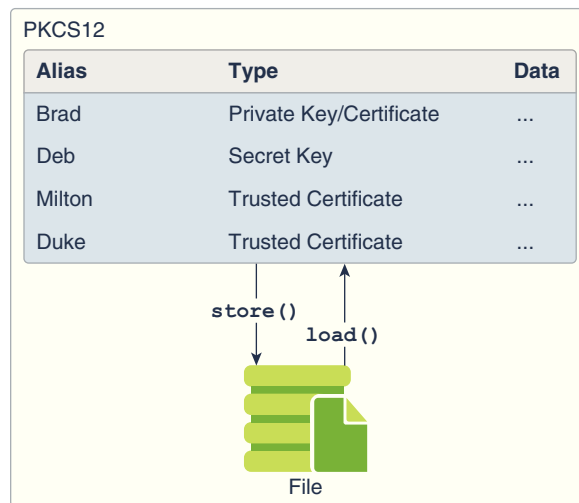 PKCS12
Alias Type Data
Brad Private Key/Certificate ...
Deb Secret Key ...
Milton Trusted Certificate ...
Duke Trusted Certificate ...
store()
load()
File